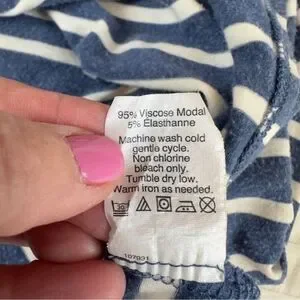 95% Viscose Modal
5% Elasthanne
Machine wash cold
gentle cycle.
Non chlorine
bleach only.
Tumble dry low.
Warm iron as needed.
30